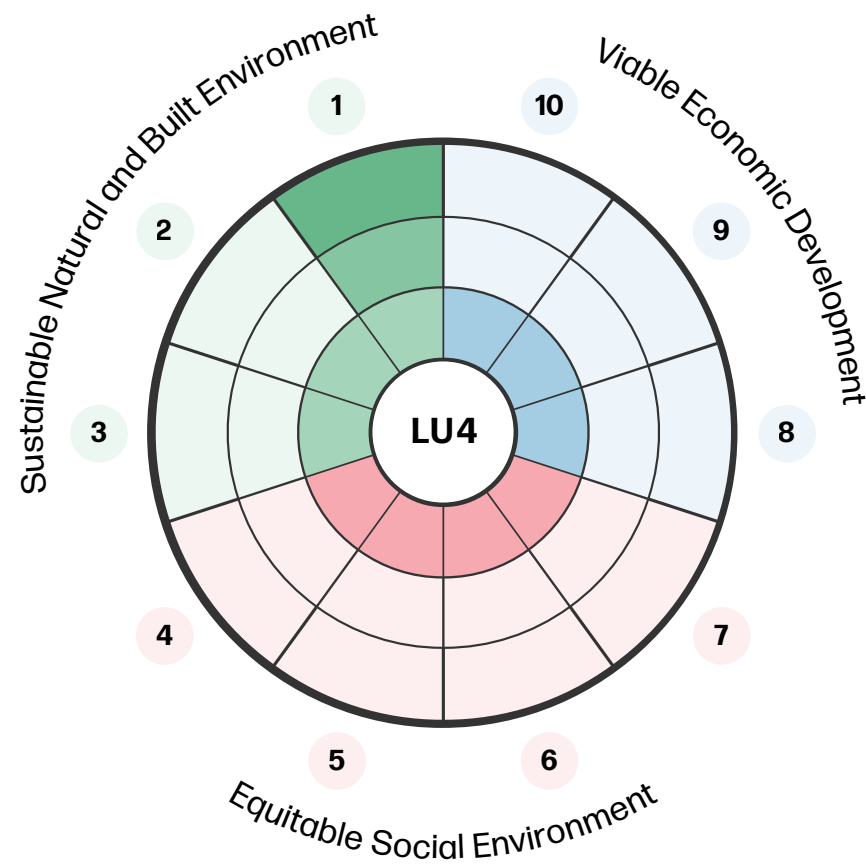 Sustainable Natural and Built Environment
Viable Economic Development
1
10
2
9
3
LU4
8
4
7
5
6
Equitable Social Environment